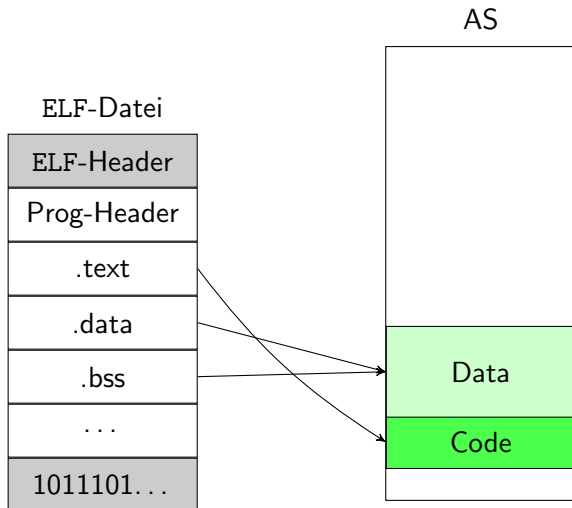 AS
ELF-Datei
ELF-Header
Prog-Header
.text
.data
.bss
. . .
1011101. . .
Data
Code